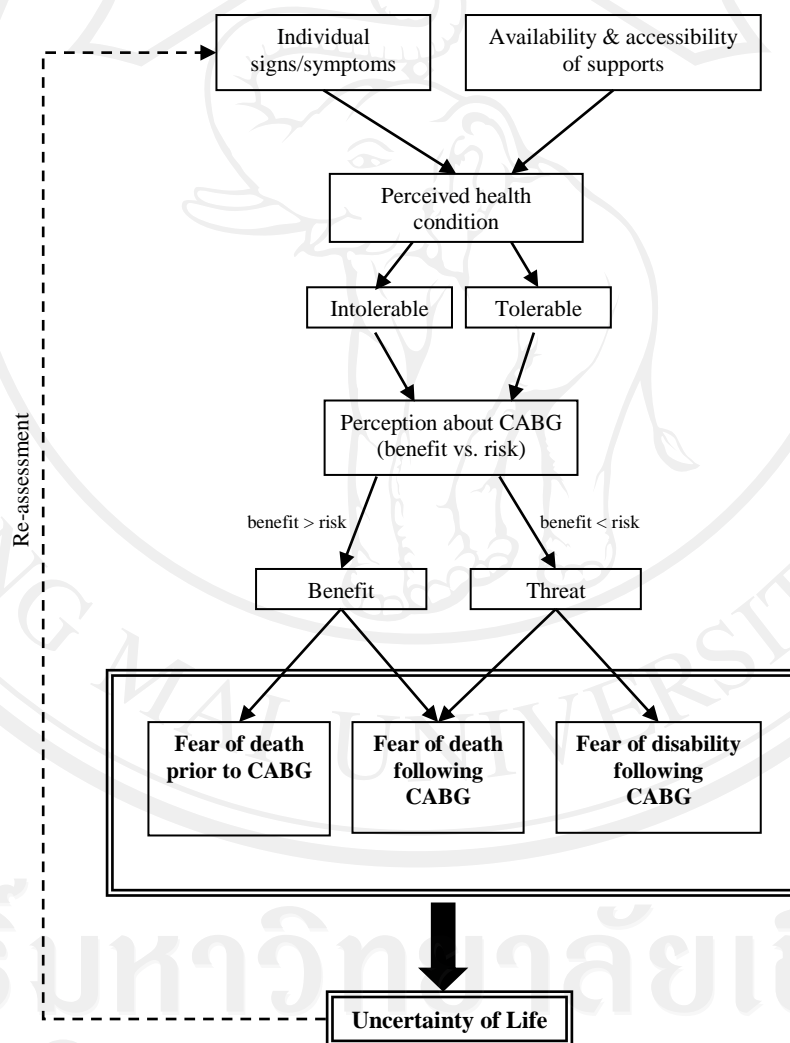 Individual
signs/symptoms
Availability & accessibility
of supports
Perceived health
condition
Intolerable
Tolerable
Perception about CABG
(benefit vs. risk)
Re-assessment
benefit > risk
benefit < risk
Benefit
Threat
Fear of death
prior to CABG
Fear of death
following
CABG
Fear of disability
following
CABG
Uncertainty of Life